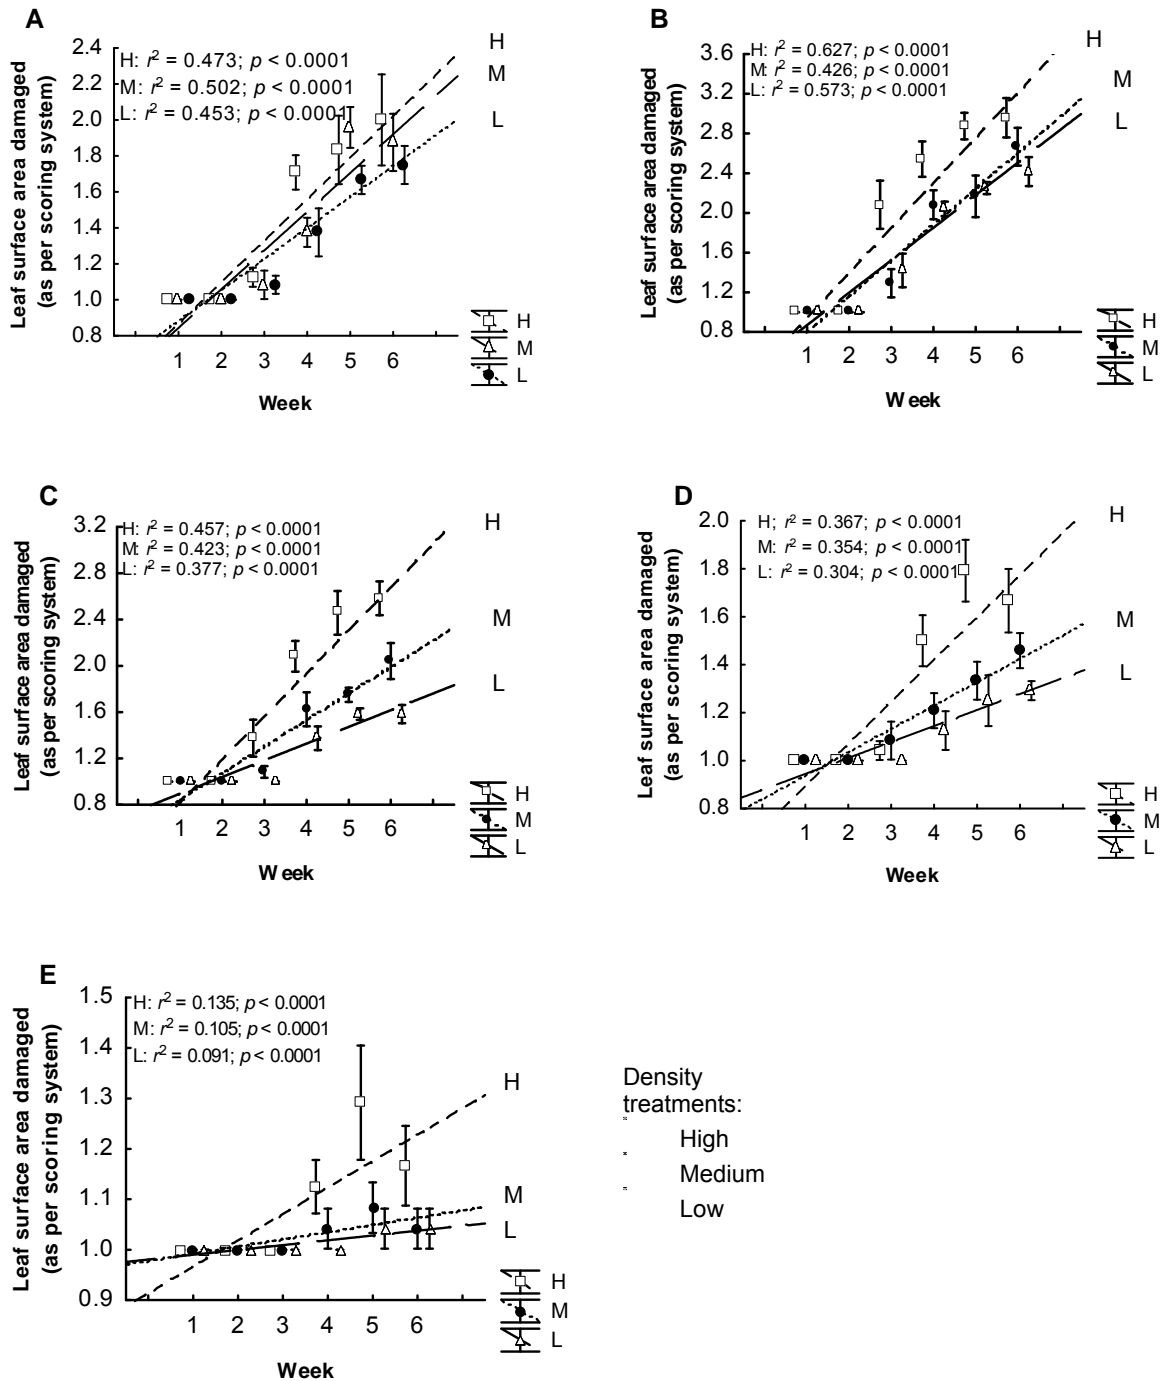 A
Leaf surface area damaged
(as per scoring system)
2.4
2.2
2.0
1.8
1.6
1.4
1.2
1.0
0.8
H: r² = 0.473; p < 0.0001
M: r² = 0.502; p < 0.0001
L: r² = 0.453; p < 0.0001
H
M
L
1 2 3 4 5 6
Week
H
M
L
B
Leaf surface area damaged
(as per scoring system)
3.6
3.2
2.8
2.4
2.0
1.6
1.2
0.8
H: r² = 0.627; p < 0.0001
M: r² = 0.426; p < 0.0001
L: r² = 0.573; p < 0.0001
H
M
L
1 2 3 4 5 6
Week
H
M
L
C
Leaf surface area damaged
(as per scoring system)
3.2
2.8
2.4
2.0
1.6
1.2
0.8
H: r² = 0.457; p < 0.0001
M: r² = 0.423; p < 0.0001
L: r² = 0.377; p < 0.0001
H
M
L
1 2 3 4 5 6
Week
H
M
L
D
Leaf surface area damaged
(as per scoring system)
2.0
1.8
1.6
1.4
1.2
1.0
0.8
H; r² = 0.367; p < 0.0001
M: r² = 0.354; p < 0.0001
L: r² = 0.304; p < 0.0001
H
M
L
1 2 3 4 5 6
Week
H
M
L
E
Leaf surface area damaged
(as per scoring system)
1.5
1.4
1.3
1.2
1.1
1.0
0.9
H: r² = 0.135; p < 0.0001
M: r² = 0.105; p < 0.0001
L: r² = 0.091; p < 0.0001
H
M
L
1 2 3 4 5 6
Week
H
M
L
Density
treatments:
High
Medium
Low